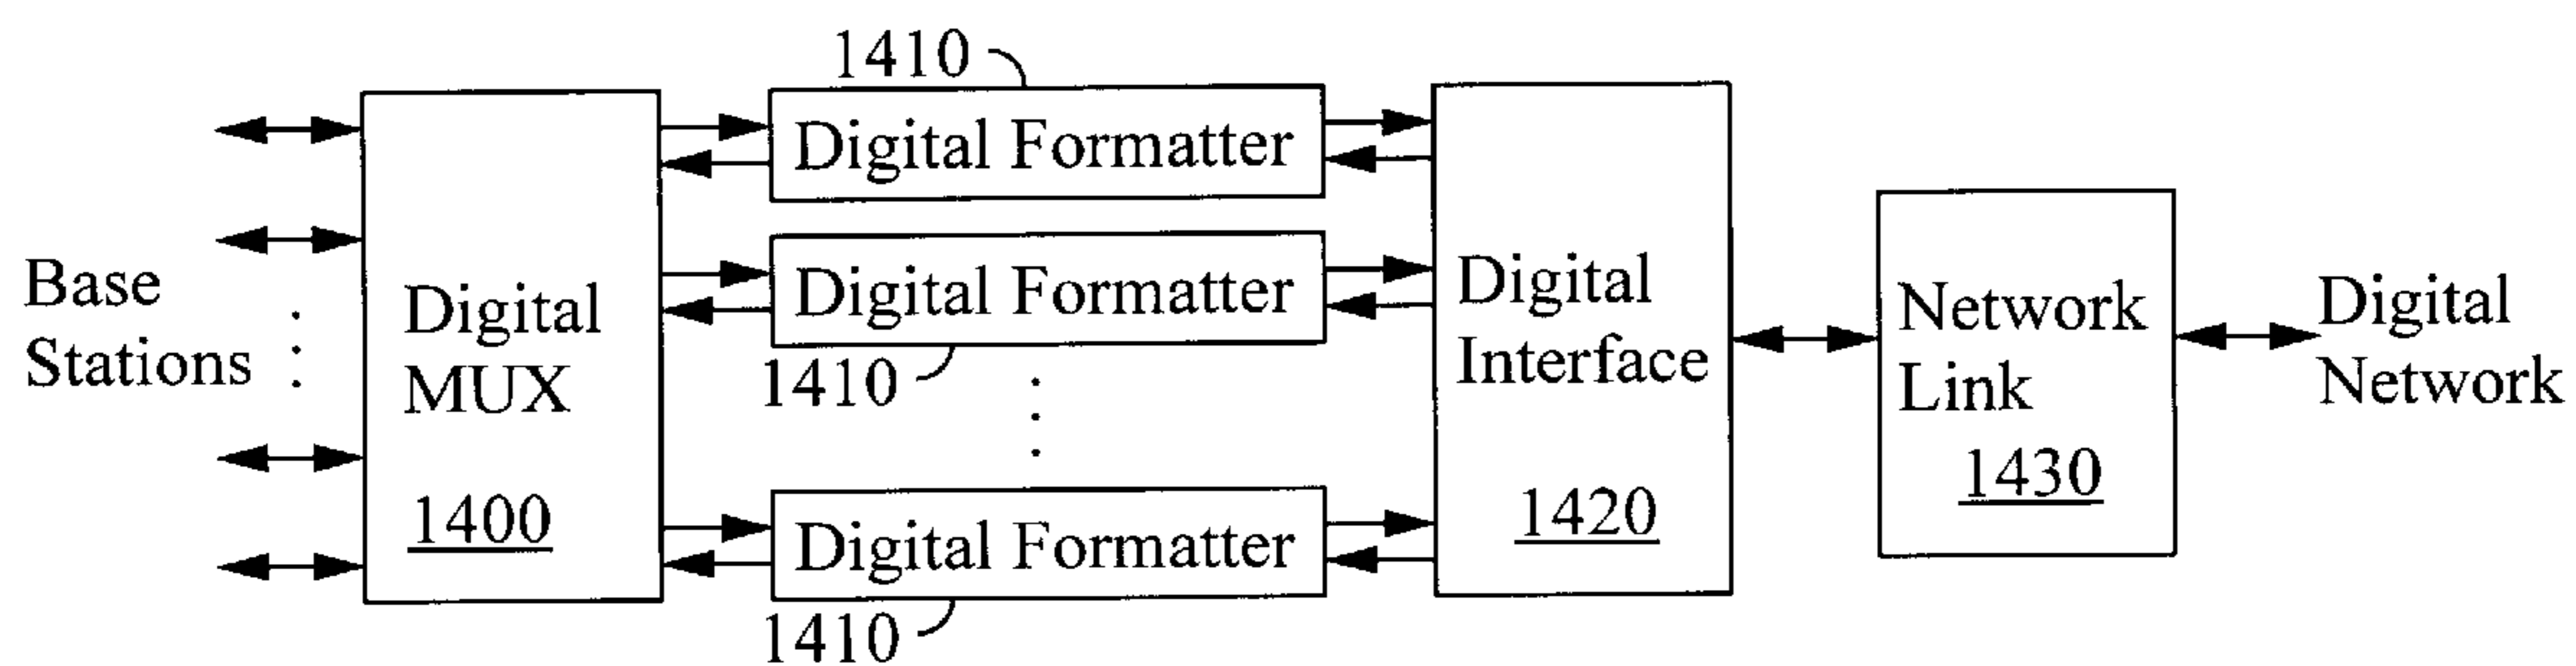 Base
Stations
Digital
MUX
1400
1410
Digital Formatter
Digital Formatter
1410
Digital Formatter
1410
Digital
Interface
1420
Network
Link
1430
Digital
Network